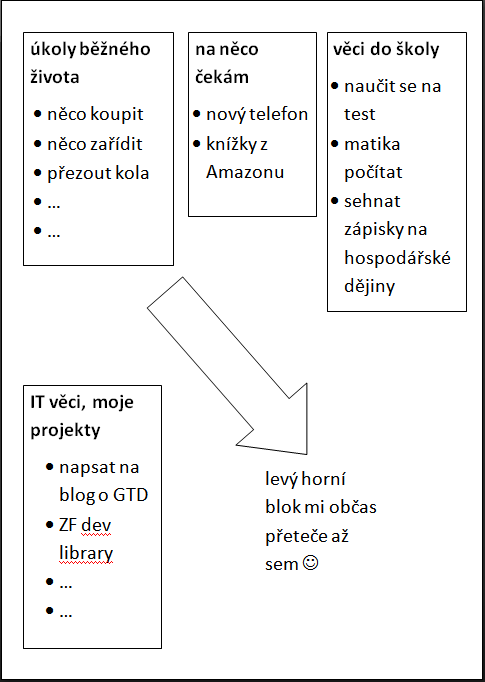 úkoly běžného
života
• něco koupit
• něco zařídit
• přezout kola
• ...
• ...
na něco
čekám
• nový telefon
• knížky z
Amazonu
věci do školy
• naučit se na
test
• matika
počítat
• sehnat
zápisky na
hospodářské
dějiny
IT věci, moje
projekty
• napsat na
blog o GTD
• ZF dev
library
• ...
• ...
levý horní
blok mi občas
přeteče až
sem ☺